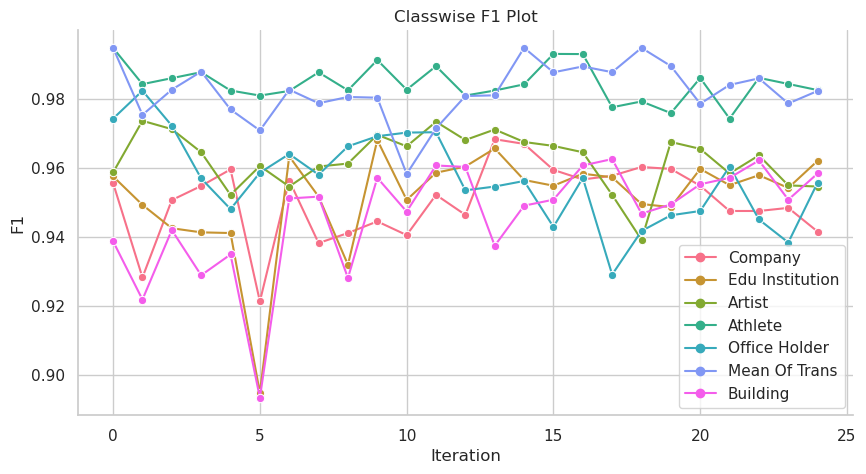 Classwise F1 Plot
F1
0.98
0.96
0.94
0.92
0.90
0
5
10
15
20
25
Iteration
Company
Edu Institution
Artist
Athlete
Office Holder
Mean Of Trans
Building